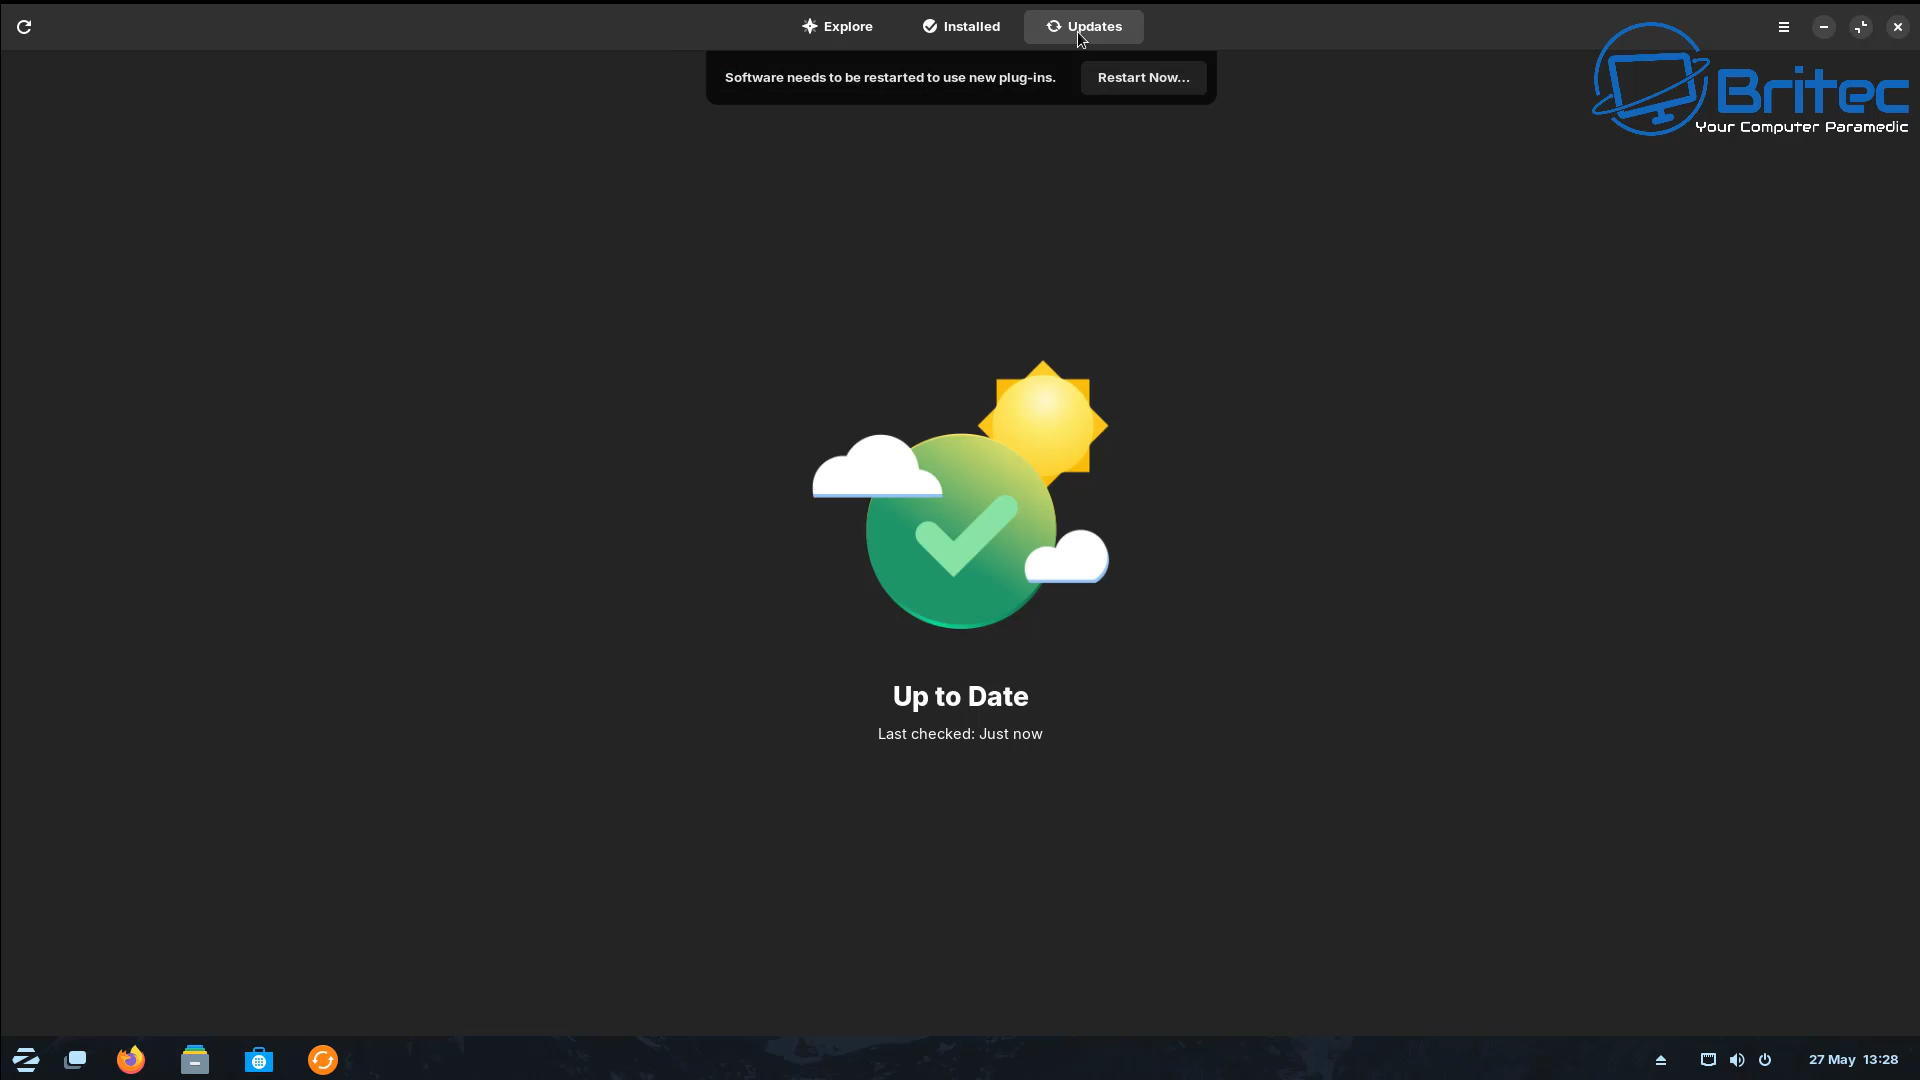 Explore
Installed
Updates
Software needs to be restarted to use new plug-ins.
Restart Now...
Britec
Your Computer Paramedic
Up to Date
Last checked: Just now
27 May 13:28